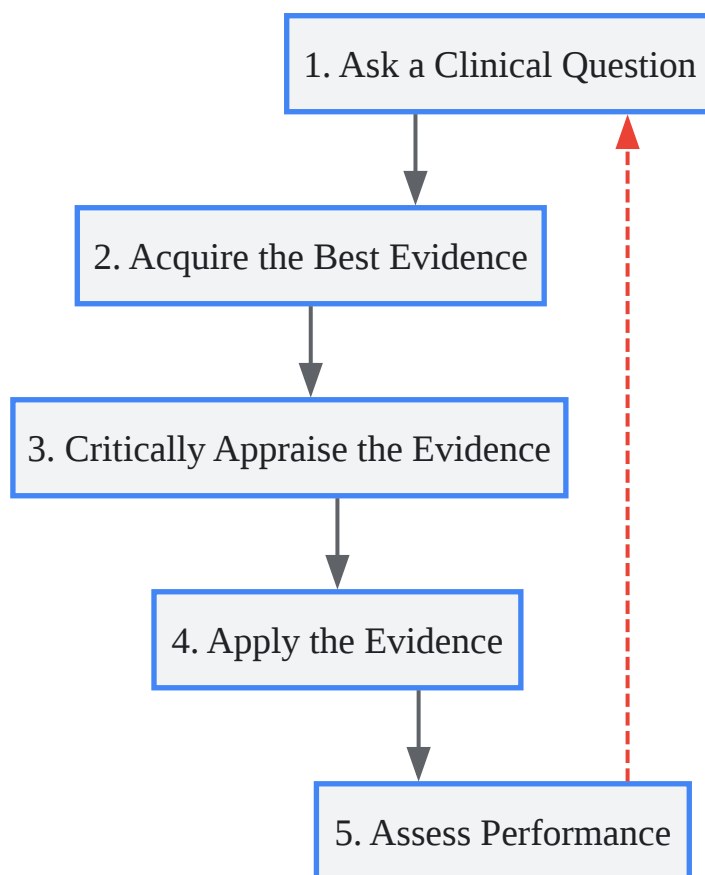 1. Ask a Clinical Question
2. Acquire the Best Evidence
3. Critically Appraise the Evidence
4. Apply the Evidence
5. Assess Performance